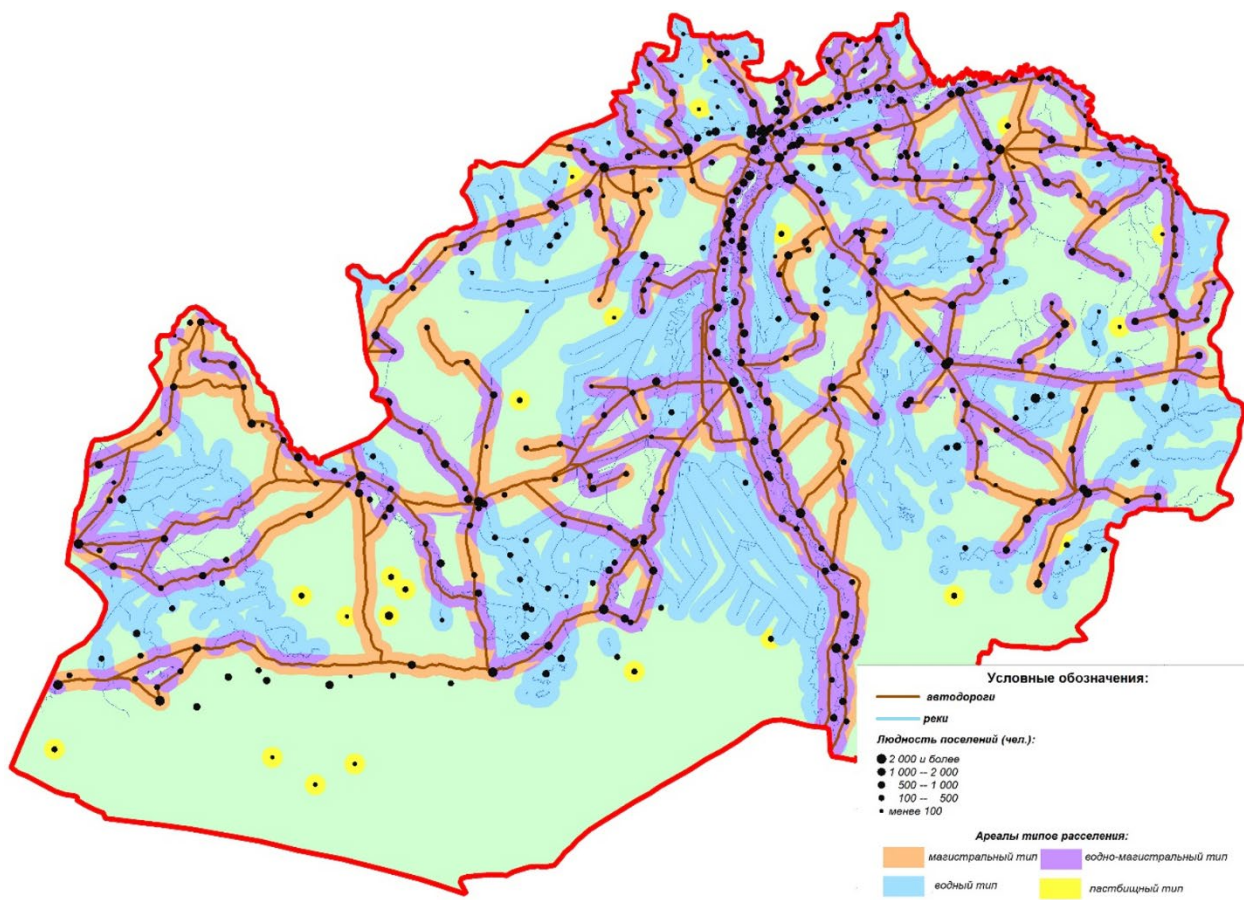 Условные обозначения:
автодороги
реки
Людность поселений (чел.):
2 000 и более
1 000 -- 2 000
500 -- 1 000
100 -- 500
менее 100
Ареалы типов расселения:
магистральный тип водно-магистральный тип
водный тип пастбищный тип